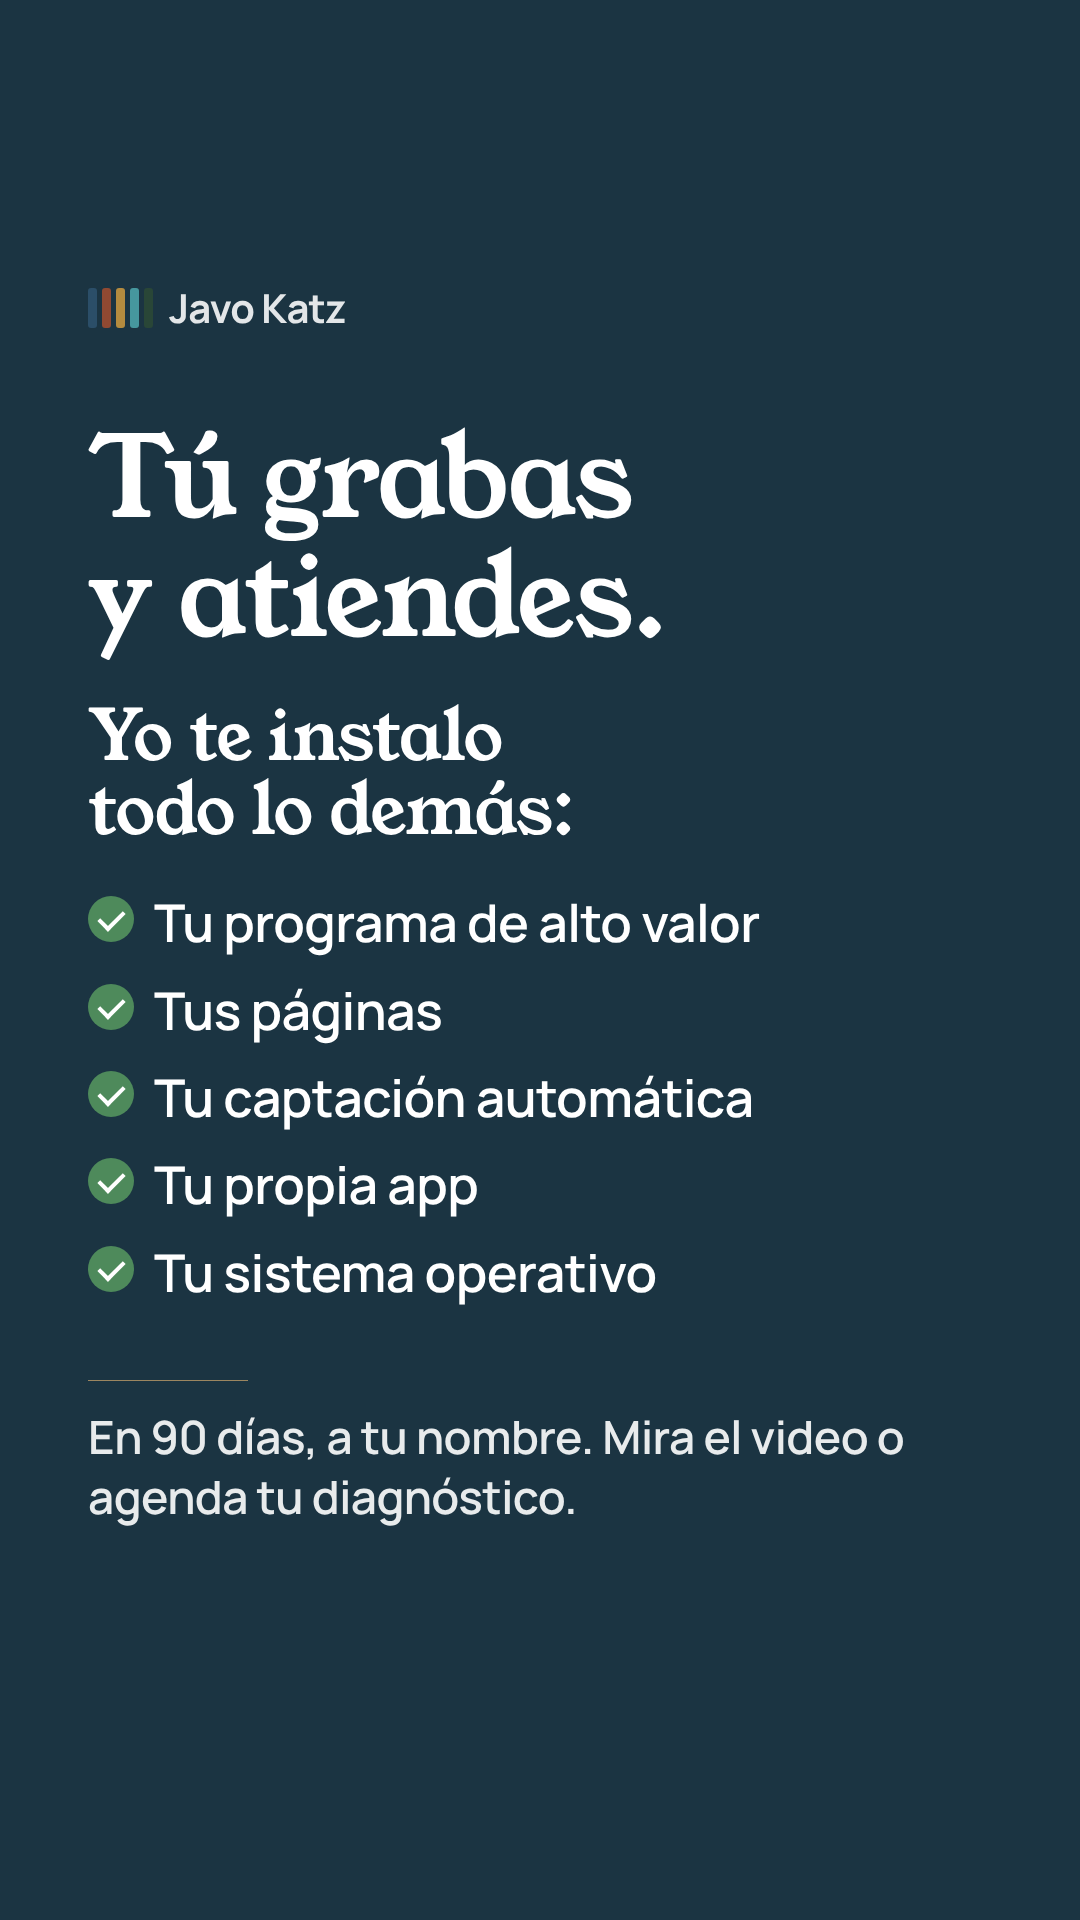 Javo Katz
Tú grabas
y atiendes.
Yo te instalo
todo lo demás:
Tu programa de alto valor
Tus páginas
Tu captación automática
Tu propia app
Tu sistema operativo
En 90 días, a tu nombre. Mira el video o
agenda tu diagnóstico.